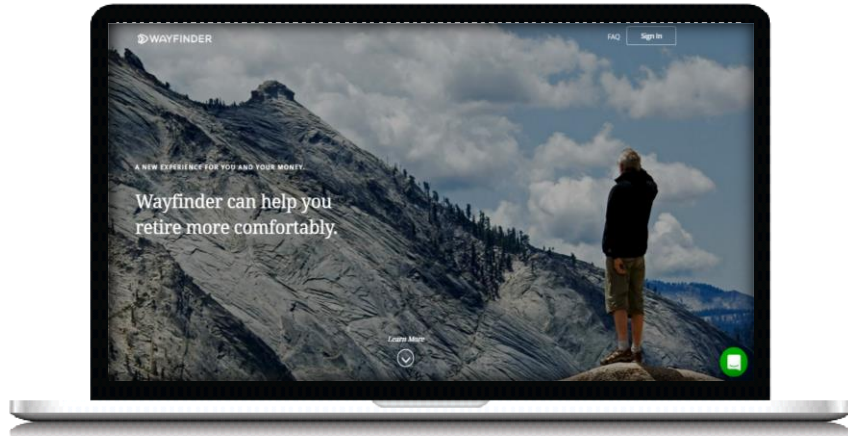 WAYFINDER
FAQ
Sign In
A NEW EXPERIENCE FOR YOU AND YOUR MONEY.
Wayfinder can help you
retire more comfortably.
Learn More